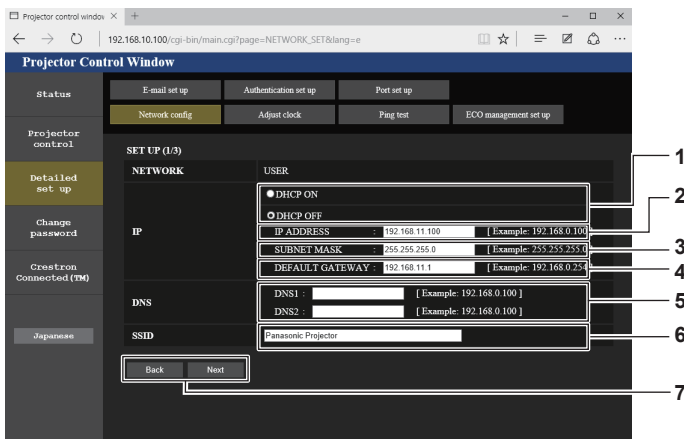 Projector control window
192.168.10.100/cgi-bin/main.cgi?page=NETWORK_SET&lang=e
Projector Control Window
Status
E-mail set up
Authentication set up
Port set up
Network config
Adjust clock
Ping test
ECO management set up
Projector
control
Detailed
set up
Change
password
Crestron
Connected(TM)
Japanese
SET UP (1/3)
NETWORK USER
IP
DHCP ON
DHCP OFF
IP ADDRESS : 192.168.11.100 [ Example: 192.168.0.100
SUBNET MASK : 255.255.255.0 [ Example: 255.255.255.0
DEFAULT GATEWAY : 192.168.11.1 [ Example: 192.168.0.254
DNS
DNS1 : [ Example: 192.168.0.100 ]
DNS2 : [ Example: 192.168.0.100 ]
SSID Panasonic Projector
Back Next
1
2
3
4
5
6
7